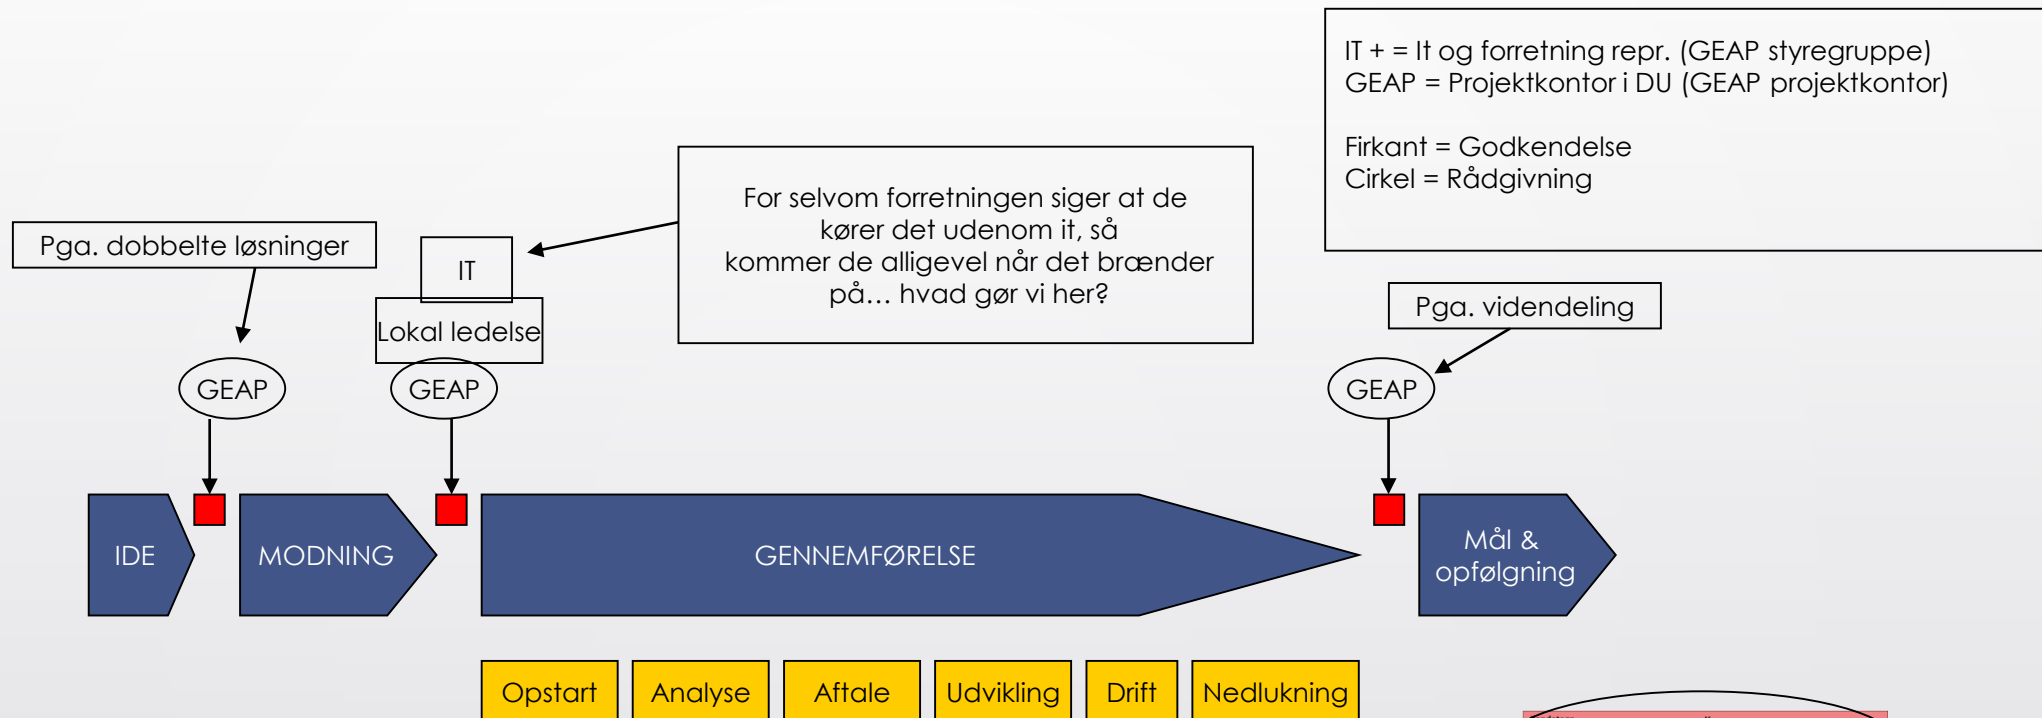 IT + = It og forretning repr. (GEAP styregruppe)
GEAP = Projektkontor i DU (GEAP projektkontor)
Firkant = Godkendelse
Cirkel = Rådgivning
For selvom forretningen siger at de
kører det udenom it, så
kommer de alligevel når det brænder
på... hvad gør vi her?
Pga. dobbelte løsninger
IT
Lokal ledelse
Pga. videndeling
GEAP
GEAP
GEAP
IDE
MODNING
GENNEMFØRELSE
Mål &
opfølgning
Opstart
Analyse
Aftale
Udvikling
Drift
Nedlukning